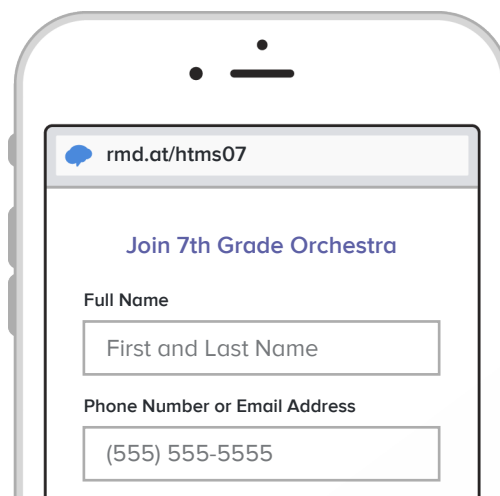 rmd.at/htms07
Join 7th Grade Orchestra
Full Name
First and Last Name
Phone Number or Email Address
(555) 555-5555